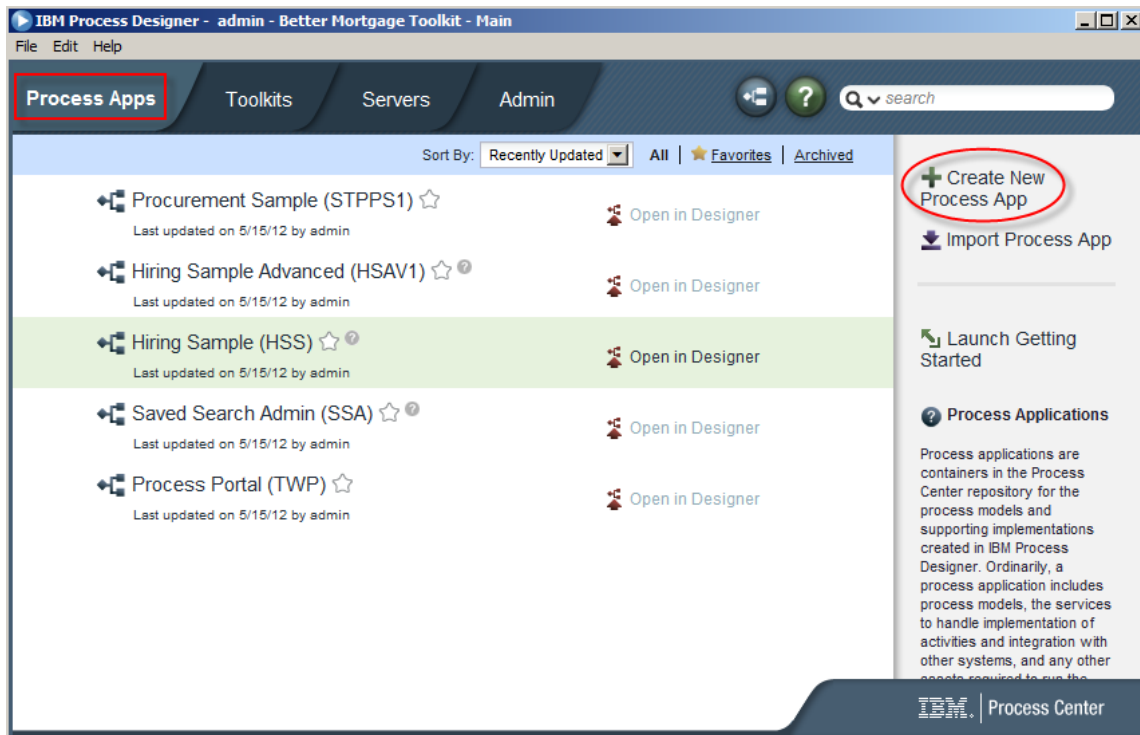 IBM Process Designer - admin - Better Mortgage Toolkit - Main
File Edit Help
Process Apps Toolkits Servers Admin search
Sort By: Recently Updated All Favorites Archived
Procurement Sample (STPPS1)
Last updated on 5/15/12 by admin
Open in Designer
Hiring Sample Advanced (HSAV1)
Last updated on 5/15/12 by admin
Open in Designer
Hiring Sample (HSS)
Last updated on 5/15/12 by admin
Open in Designer
Saved Search Admin (SSA)
Last updated on 5/15/12 by admin
Open in Designer
Process Portal (TWP)
Last updated on 5/15/12 by admin
Open in Designer
Create New
Process App
Import Process App
Launch Getting
Started
Process Applications
Process applications are
containers in the Process
Center repository for the
process models and
supporting implementations
created in IBM Process
Designer. Ordinarily, a
process application includes
process models, the services
to handle implementation of
activities and integration with
other systems, and any other
assets required to run the
IBM. Process Center